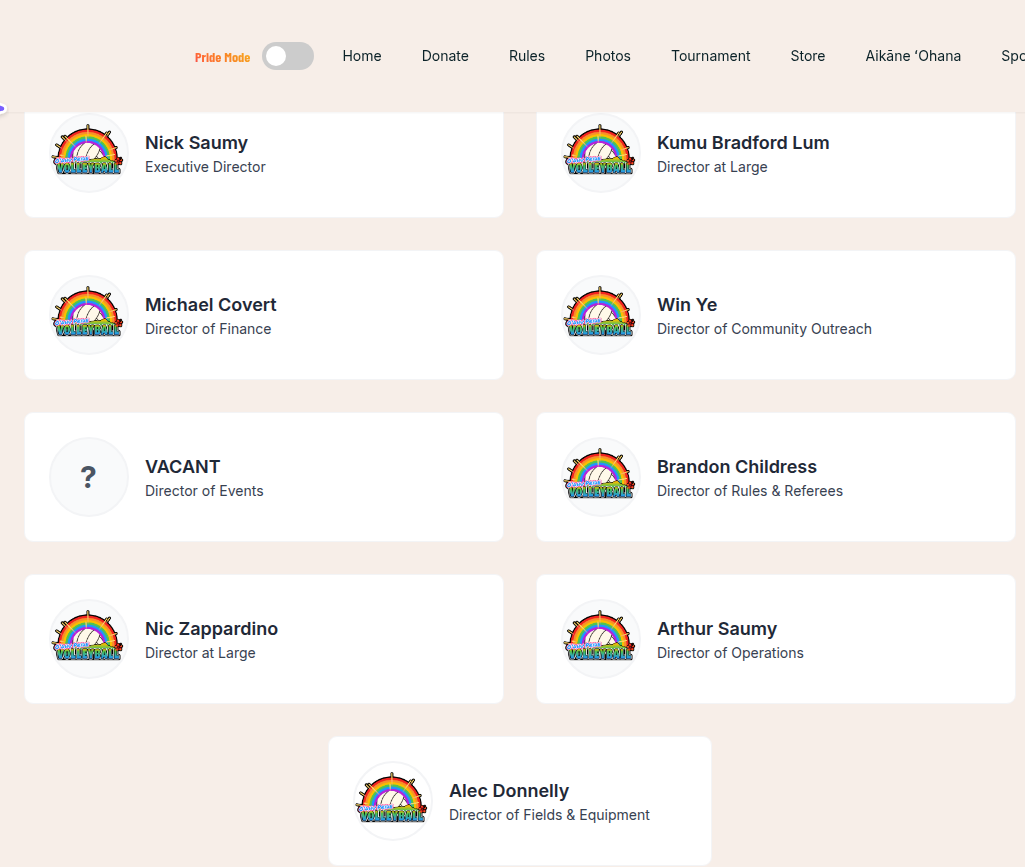 Pride Mode Home Donate Rules Photos Tournament Store Aikāne ʻOhana Spo
Nick Saumy
Executive Director
Kumu Bradford Lum
Director at Large
Michael Covert
Director of Finance
Win Ye
Director of Community Outreach
?
VACANT
Director of Events
Brandon Childress
Director of Rules & Referees
Nic Zappardino
Director at Large
Arthur Saumy
Director of Operations
Alec Donnelly
Director of Fields & Equipment